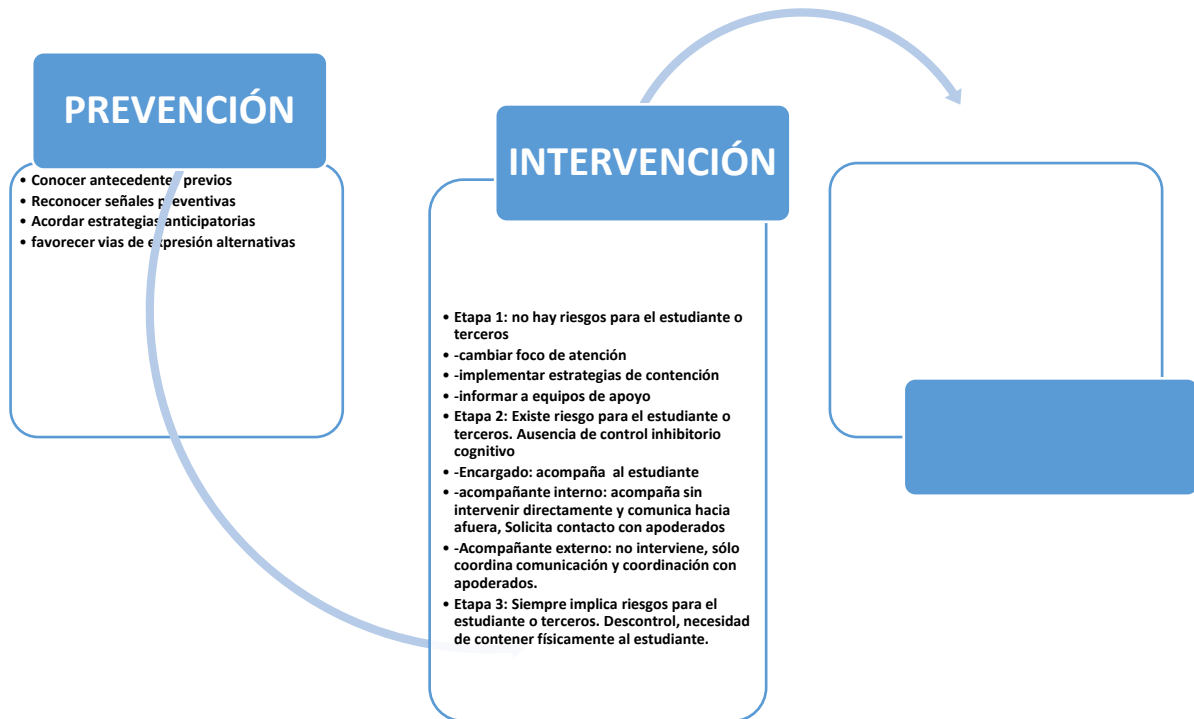 PREVENCIÓN
• Conocer antecedentes previos
• Reconocer señales preventivas
• Acordar estrategias anticipatorias
• favorecer vias de expresión alternativas
INTERVENCIÓN
• Etapa 1: no hay riesgos para el estudiante o
terceros
• -cambiar foco de atención
• -implementar estrategias de contención
• -informar a equipos de apoyo
• Etapa 2: Existe riesgo para el estudiante o
terceros. Ausencia de control inhibitorio
cognitivo
• -Encargado: acompaña al estudiante
• -acompañante interno: acompaña sin
intervenir directamente y comunica hacia
afuera, Solicita contacto con apoderados
• -Acompañante externo: no interviene, sólo
coordina comunicación y coordinación con
apoderados.
• Etapa 3: Siempre implica riesgos para el
estudiante o terceros. Descontrol, necesidad
de contener físicamente al estudiante.